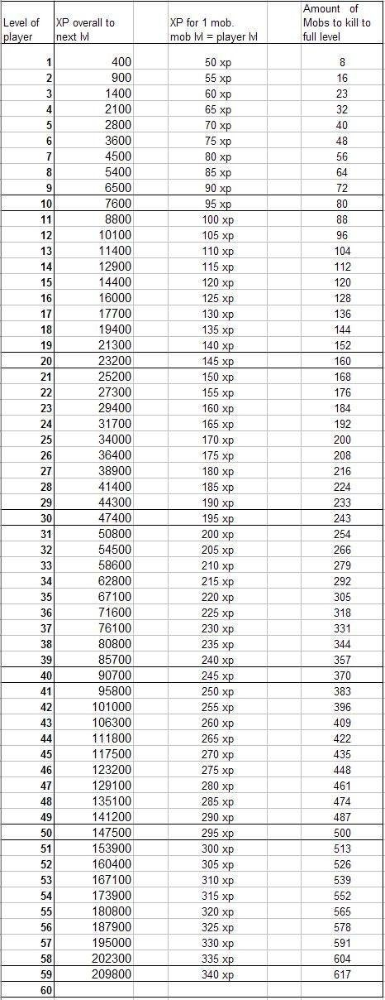 Level of player XP overall to next lvl XP for 1 mob. mob lvl = player lvl Amount of Mobs to kill to full level
1 400 50 xp 8
2 900 55 xp 16
3 1400 60 xp 23
4 2100 65 xp 32
5 2800 70 xp 40
6 3600 75 xp 48
7 4500 80 xp 56
8 5400 85 xp 64
9 6500 90 xp 72
10 7600 95 xp 80
11 8800 100 xp 88
12 10100 105 xp 96
13 11400 110 xp 104
14 12900 115 xp 112
15 14400 120 xp 120
16 16000 125 xp 128
17 17700 130 xp 136
18 19400 135 xp 144
19 21300 140 xp 152
20 23200 145 xp 160
21 25200 150 xp 168
22 27300 155 xp 176
23 29400 160 xp 184
24 31700 165 xp 192
25 34000 170 xp 200
26 36400 175 xp 208
27 38900 180 xp 216
28 41400 185 xp 224
29 44300 190 xp 233
30 47400 195 xp 243
31 50800 200 xp 254
32 54500 205 xp 266
33 58600 210 xp 279
34 62800 215 xp 292
35 67100 220 xp 305
36 71600 225 xp 318
37 76100 230 xp 331
38 80800 235 xp 344
39 85700 240 xp 357
40 90700 245 xp 370
41 95800 250 xp 383
42 101000 255 xp 396
43 106300 260 xp 409
44 111800 265 xp 422
45 117500 270 xp 435
46 123200 275 xp 448
47 129100 280 xp 461
48 135100 285 xp 474
49 141200 290 xp 487
50 147500 295 xp 500
51 153900 300 xp 513
52 160400 305 xp 526
53 167100 310 xp 539
54 173900 315 xp 552
55 180800 320 xp 565
56 187900 325 xp 578
57 195000 330 xp 591
58 202300 335 xp 604
59 209800 340 xp 617
60